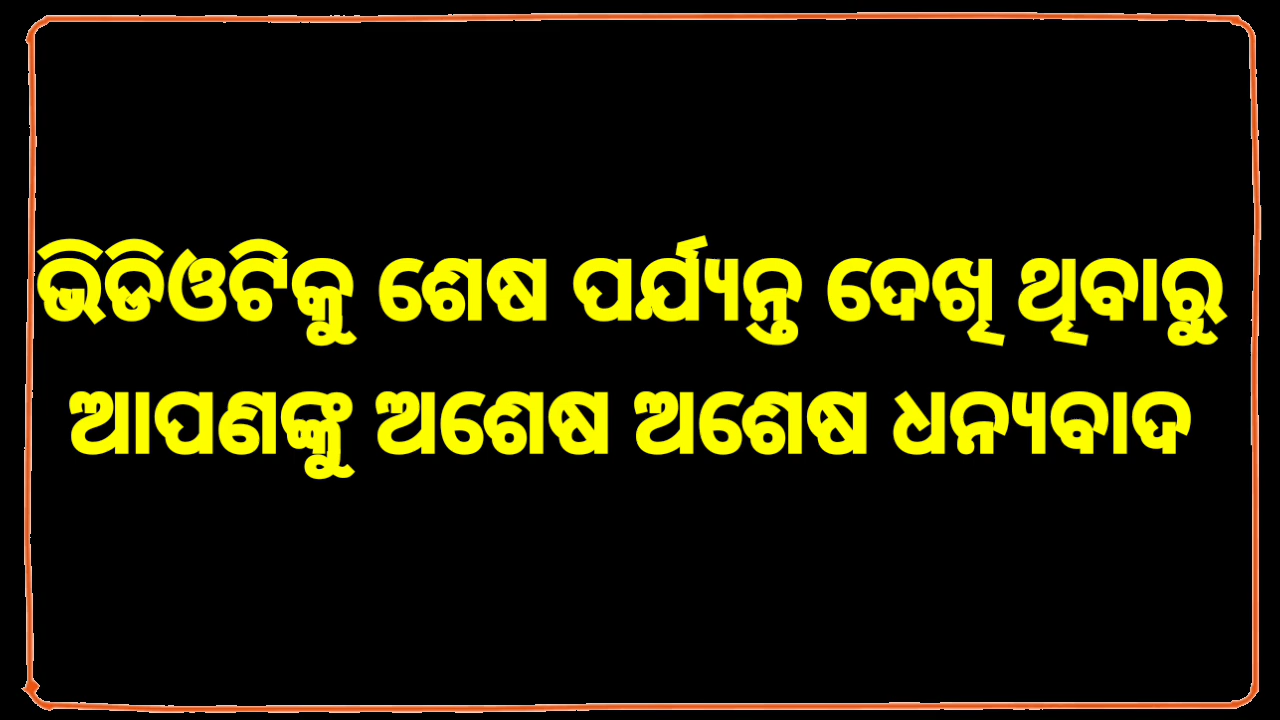 ଭିଡିଓଟିକୁ ଶେଷ ପର୍ଯ୍ୟନ୍ତ ଦେଖି ଥିବାରୁ
ଆପଣଙ୍କୁ ଅଶେଷ ଅଶେଷ ଧନ୍ୟବାଦ